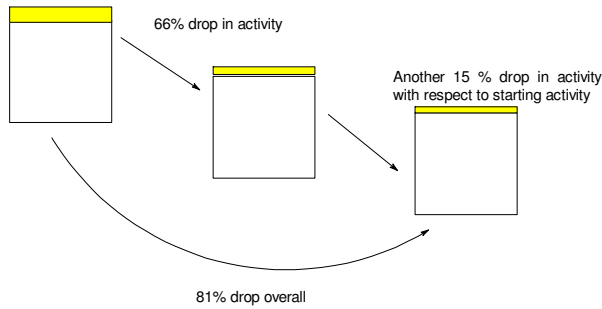 66% drop in activity
Another 15 % drop in activity
with respect to starting activity
81% drop overall